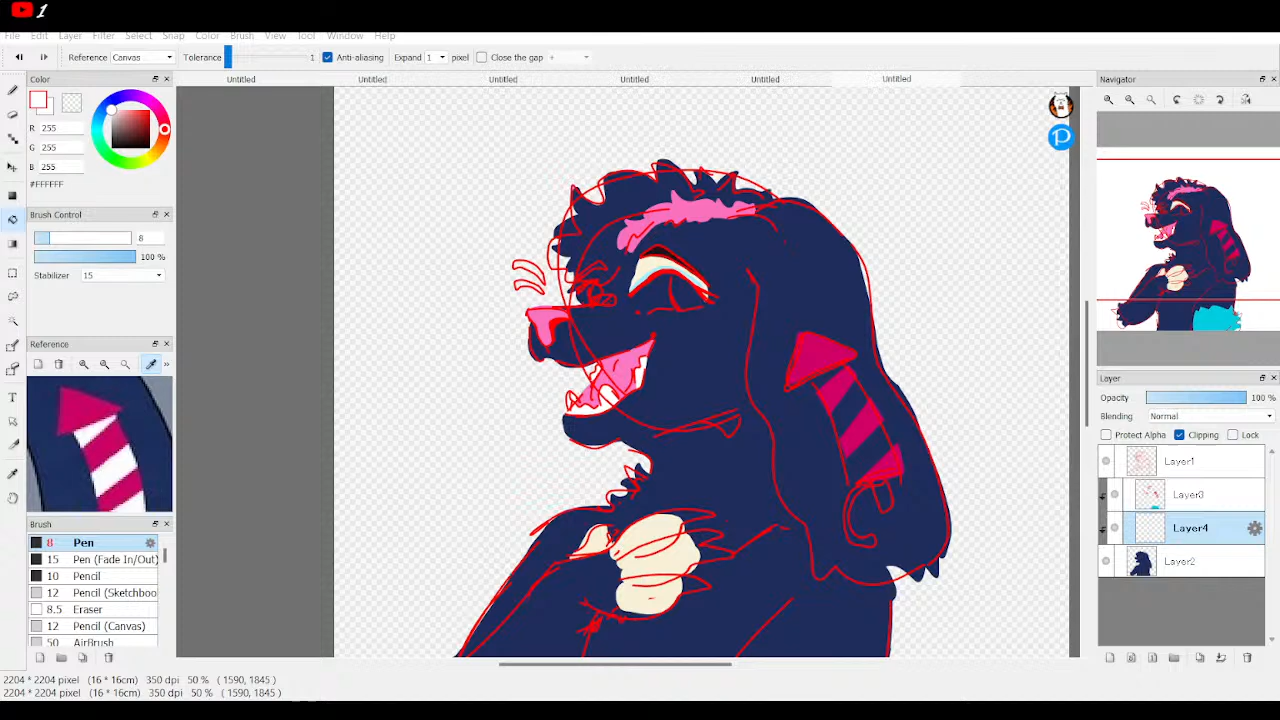 1
File Edit Layer Filter Select Snap Color Brush View Tool Window Help
Reference Canvas Tolerance 1 Anti-aliasing Expand 1 pixel Close the gap
Color Untitled Untitled Untitled Untitled Untitled Untitled Navigator
R 255
G 255
B 255
#FFFFFF
Brush Control
8
100 %
Stabilizer 15
Reference
Brush
8 Pen
15 Pen (Fade In/Out)
10 Pencil
12 Pencil (Sketchboo
8.5 Eraser
12 Pencil (Canvas)
50 AirBrush
Layer
Opacity 100 %
Blending Normal
Protect Alpha Clipping Lock
Layer1
Layer3
Layer4
Layer2
2204 * 2204 pixel (16 * 16cm) 350 dpi 50 % ( 1590, 1845)
2204 * 2204 pixel (16 * 16cm) 350 dpi 50 % ( 1590, 1845)